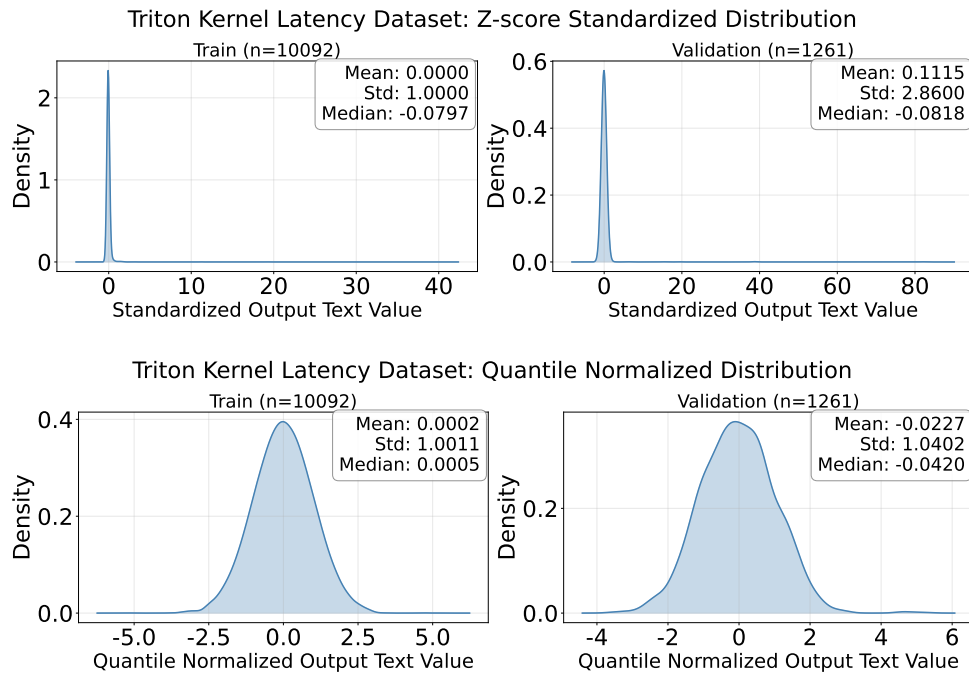 Triton Kernel Latency Dataset: Z-score Standardized Distribution
Train (n=10092)
Mean: 0.0000
Std: 1.0000
Median: -0.0797
Density
2
1
0
0 10 20 30 40
Standardized Output Text Value
Validation (n=1261)
Mean: 0.1115
Std: 2.8600
Median: -0.0818
Density
0.6
0.4
0.2
0.0
0 20 40 60 80
Standardized Output Text Value
Triton Kernel Latency Dataset: Quantile Normalized Distribution
Train (n=10092)
Mean: 0.0002
Std: 1.0011
Median: 0.0005
Density
0.4
0.2
0.0
-5.0 -2.5 0.0 2.5 5.0
Quantile Normalized Output Text Value
Validation (n=1261)
Mean: -0.0227
Std: 1.0402
Median: -0.0420
Density
0.2
0.0
-4 -2 0 2 4 6
Quantile Normalized Output Text Value